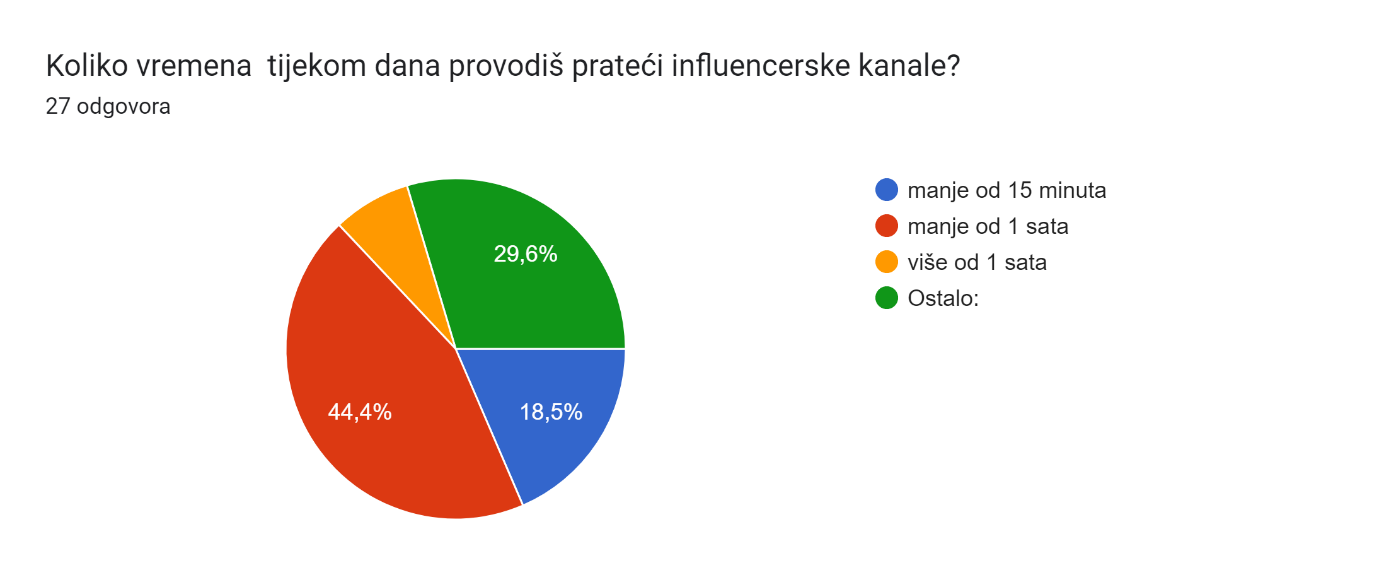 Koliko vremena  tijekom dana provodiš prateći influencerske kanale?
27 odgovora
manje od 15 minuta
manje od 1 sata
više od 1 sata
Ostalo:
29,6%
44,4%
18,5%